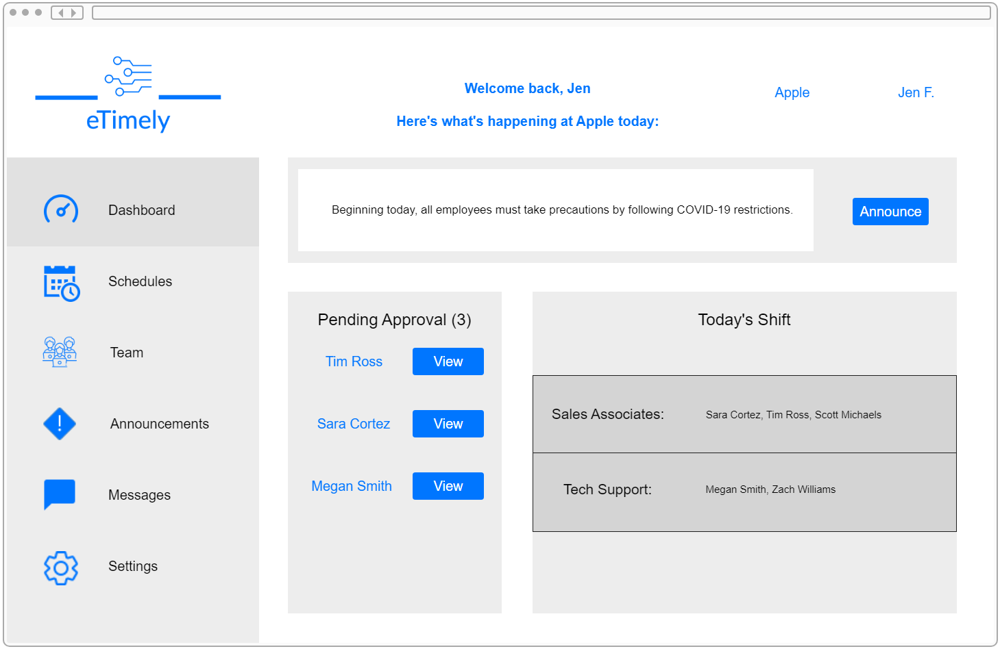 eTimely
Welcome back, Jen
Here's what's happening at Apple today:
Apple
Jen F.
Dashboard
Schedules
Team
Announcements
Messages
Settings
Beginning today, all employees must take precautions by following COVID-19 restrictions.
Announce
Pending Approval (3)
Tim Ross View
Sara Cortez View
Megan Smith View
Today's Shift
Sales Associates: Sara Cortez, Tim Ross, Scott Michaels
Tech Support: Megan Smith, Zach Williams